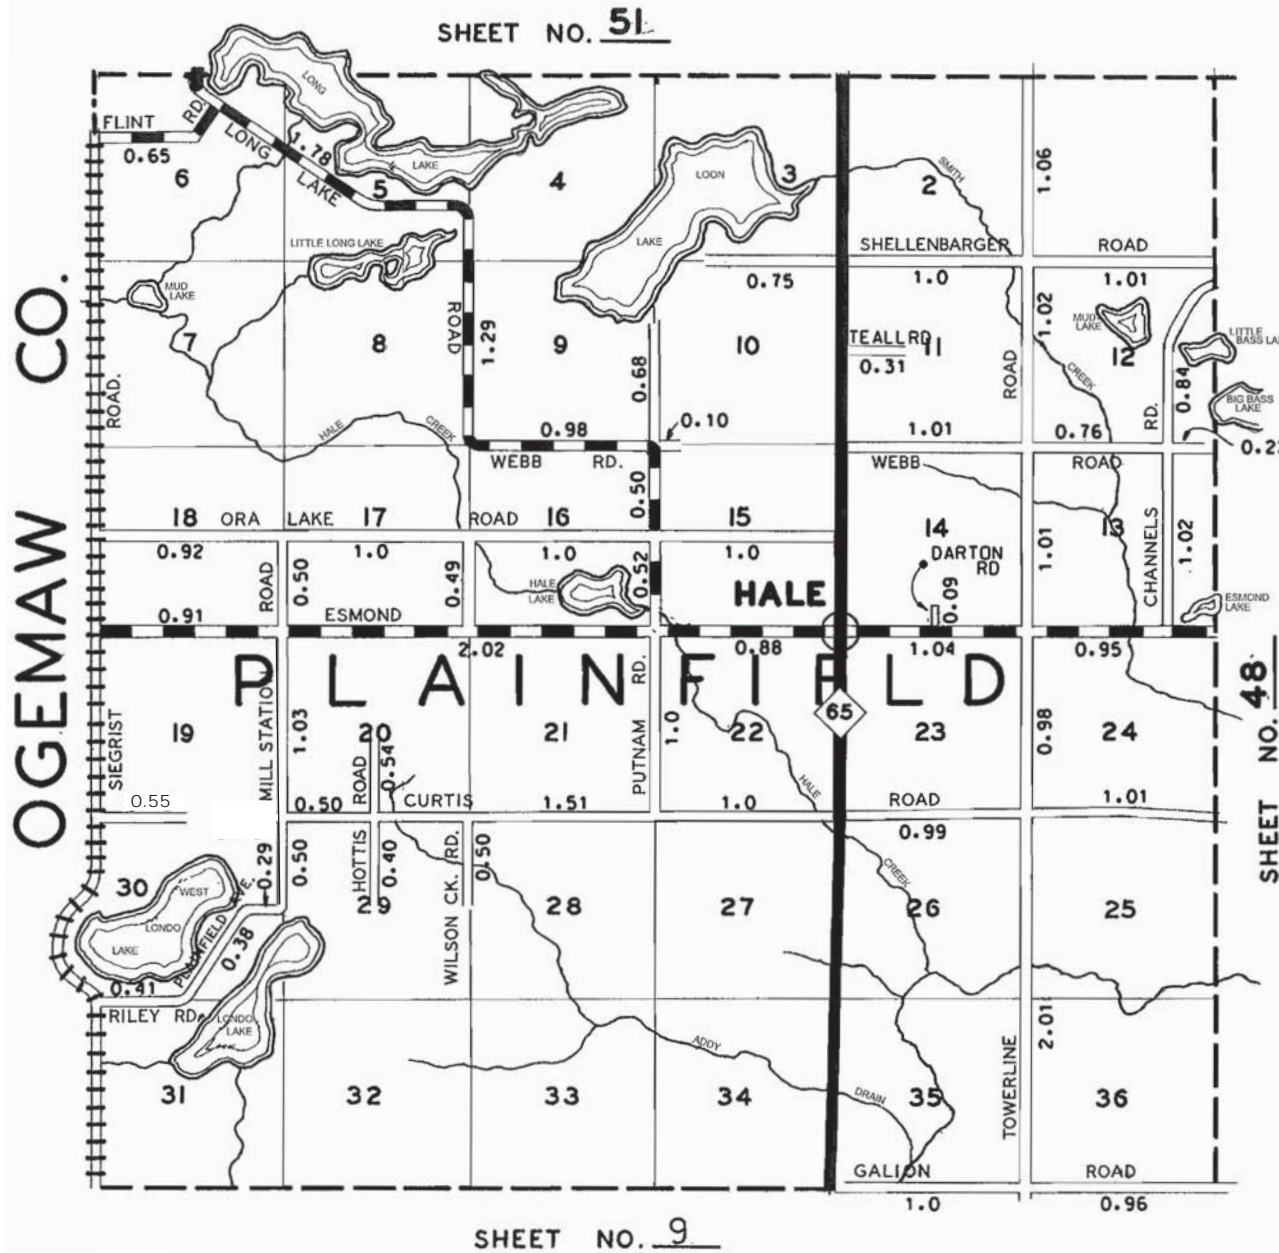 SHEET NO. 51
FLINT RD.
0.65
LONG LAKE
1.78
LONG
LAKE
6
5
4
LOON
LAKE
3
2
SMITH
1.06
LITTLE LONG LAKE
SHELLENBARGER ROAD
0.75
1.0
1.01
MUD
LAKE
7
8
ROAD
1.29
9
0.68
10
TEALL RD
0.31
11
ROAD
1.02
MUD
LAKE
12
CREEK
LITTLE
BASS LA
0.84
BIG BASS
LAKE
RD.
ROAD.
HALE
CREEK
0.98
0.10
1.01
0.76
WEBB RD.
WEBB
ROAD
0.50
18
ORA LAKE
17
ROAD
16
15
14
13
0.92
1.0
1.0
1.0
DARTON
RD
0.09
1.01
CHANNELS
1.02
ROAD
0.50
0.49
HALE
LAKE
0.52
HALE
ESMOND
LAKE
0.91
ESMOND
2.02
0.88
1.04
0.95
PLAINFIELD
65
OGEMAW CO.
SHEET NO. 48
SIEGRIST
19
MILL STATION
1.03
20
ROAD
0.54
21
PUTNAM RD.
1.0
22
HALE
23
0.98
24
0.55
0.50
CURTIS
1.51
1.0
ROAD
0.99
1.01
30
WEST
LONDO
LAKE
PLAINFIELD AVE.
0.29
0.50
HOTTIS
0.40
29
WILSON CK. RD.
0.50
28
27
CREEK
26
25
0.38
0.41
RILEY RD.
LONDO
LAKE
31
32
33
ADDY
34
DRAIN
35
TOWERLINE
2.01
36
GALION
ROAD
1.0
0.96
SHEET NO. 9